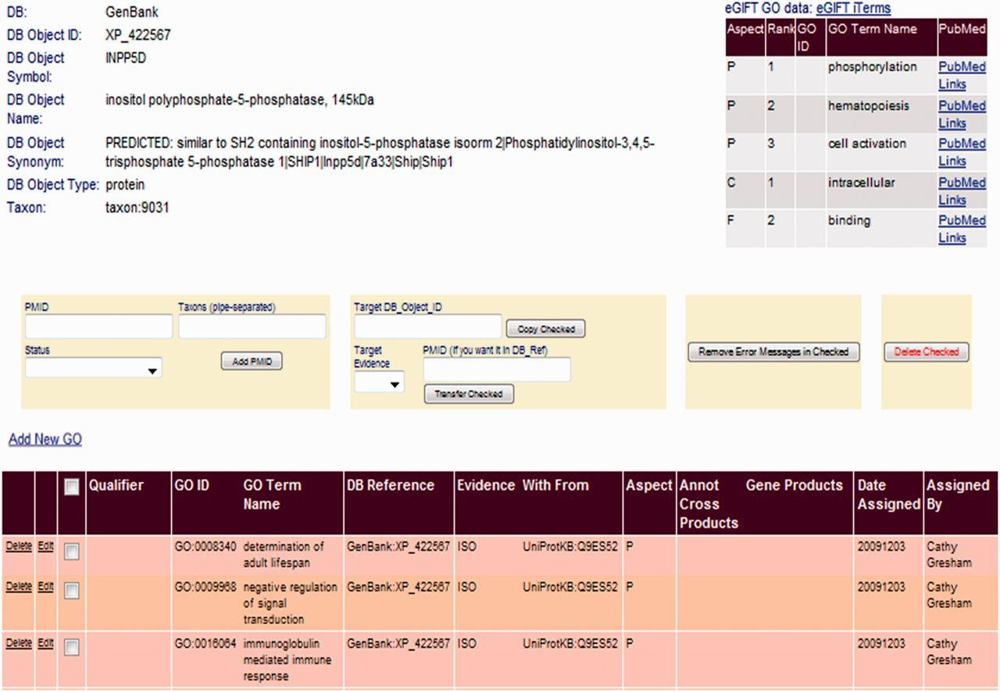 DB: GenBank
DB Object ID: XP_422567
DB Object INPP5D
Symbol:
DB Object inositol polyphosphate-5-phosphatase, 145kDa
Name:
DB Object PREDICTED: similar to SH2 containing inositol-5-phosphatase isoorm 2|Phosphatidylinositol-3,4,5-
Synonym: trisphosphate 5-phosphatase 1|SHIP1|Inpp5d|7a33|Ship|Ship1
DB Object Type: protein
Taxon: taxon:9031
eGIFT GO data: eGIFT iTerms
Aspect Rank GO GO Term Name PubMed
ID
P 1 phosphorylation PubMed
Links
P 2 hematopoiesis PubMed
Links
P 3 cell activation PubMed
Links
C 1 intracellular PubMed
Links
F 2 binding PubMed
Links
PMID Taxons (pipe-separated)
Status
Add PMID
Target DB_Object_ID
Copy Checked
Target PMID (if you want it in DB_Ref)
Evidence
Transfer Checked
Remove Error Messages in Checked
Delete Checked
Add New GO
Qualifier GO ID GO Term DB Reference Evidence With From Aspect Annot Gene Products Date Assigned
Name Cross Assigned By
Products
Delete Edit GO:0008340 determination of GenBank:XP_422567 ISO UniProtKB:Q9ES52 P 20091203 Cathy
adult lifespan Gresham
Delete Edit GO:0009968 negative regulation GenBank:XP_422567 ISO UniProtKB:Q9ES52 P 20091203 Cathy
of signal Gresham
transduction
Delete Edit GO:0016064 immunoglobulin GenBank:XP_422567 ISO UniProtKB:Q9ES52 P 20091203 Cathy
mediated immune Gresham
response